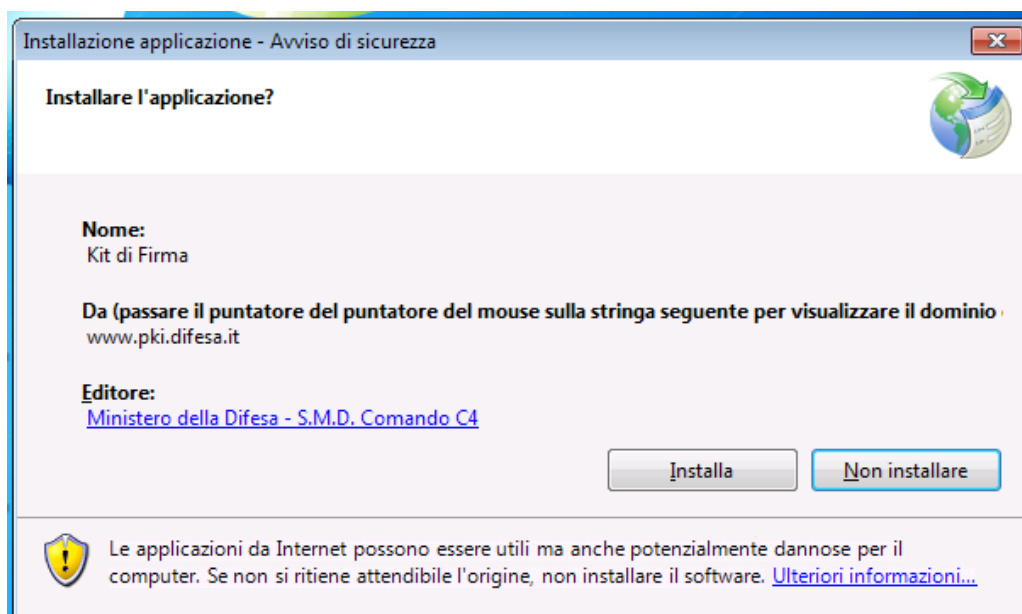 Installazione applicazione - Avviso di sicurezza
Installare l'applicazione?
Nome:
Kit di Firma
Da (passare il puntatore del puntatore del mouse sulla stringa seguente per visualizzare il dominio
www.pki.difesa.it
Editore:
Ministero della Difesa - S.M.D. Comando C4
Installa
Non installare
Le applicazioni da Internet possono essere utili ma anche potenzialmente dannose per il
computer. Se non si ritiene attendibile l'origine, non installare il software. Ulteriori informazioni...